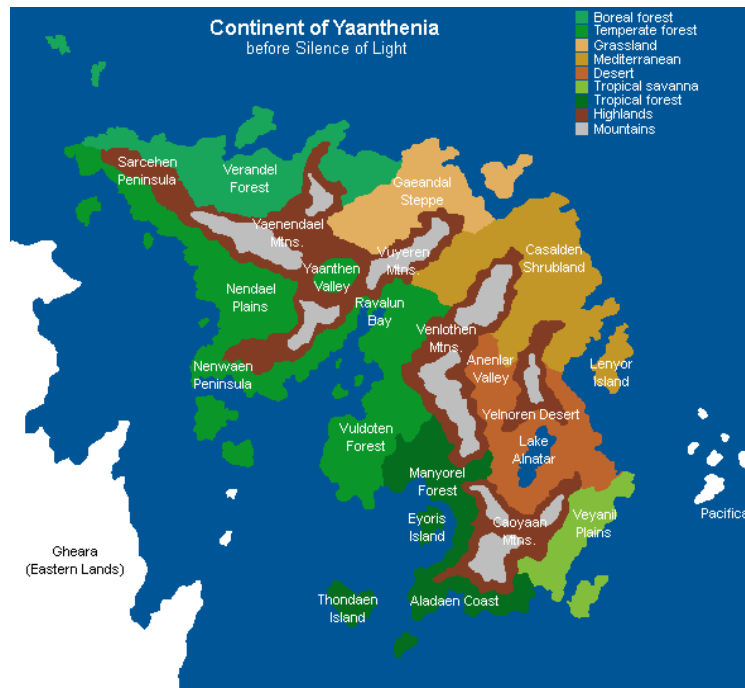 Continent of Yaanthenia
before Silence of Light
Boreal forest
Temperate forest
Grassland
Mediterranean
Desert
Tropical savanna
Tropical forest
Highlands
Mountains
Sarcehen
Peninsula
Verandel
Forest
Gaeandal
Steppe
Yaenendael
Mtns.
Vuyeren
Mtns.
Casalden
Shrubland
Yaanthen
Valley
Nendael
Plains
Ravalun
Bay
Venlothen
Mtns.
Anenlar
Valley
Lenyor
Island
Nenwaen
Peninsula
Yelnoren Desert
Vuldoten
Forest
Lake
Alnatar
Manyorel
Forest
Eyoris
Island
Caoyaan
Mtns.
Veyanil
Plains
Pacifica
Gheara
(Eastern Lands)
Thondaen
Island
Aladaen Coast